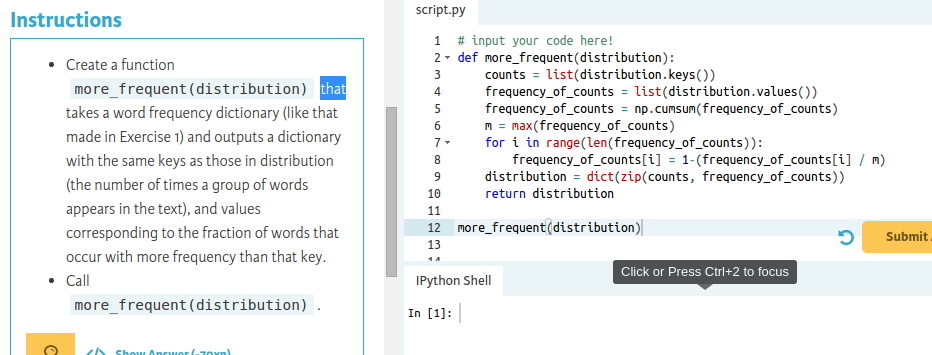 Instructions
Create a function
more_frequent(distribution) that
takes a word frequency dictionary (like that
made in Exercise 1) and outputs a dictionary
with the same keys as those in distribution
(the number of times a group of words
appears in the text), and values
corresponding to the fraction of words that
occur with more frequency than that key.
Call
more_frequent(distribution) .
Show Answer (-70xp)
script.py
1 # input your code here!
2 def more_frequent(distribution):
3     counts = list(distribution.keys())
4     frequency_of_counts = list(distribution.values())
5     frequency_of_counts = np.cumsum(frequency_of_counts)
6     m = max(frequency_of_counts)
7     for i in range(len(frequency_of_counts)):
8         frequency_of_counts[i] = 1-(frequency_of_counts[i] / m)
9     distribution = dict(zip(counts, frequency_of_counts))
10     return distribution
11
12 more_frequent(distribution)
13
14
Submit
Click or Press Ctrl+2 to focus
IPython Shell
In [1]: